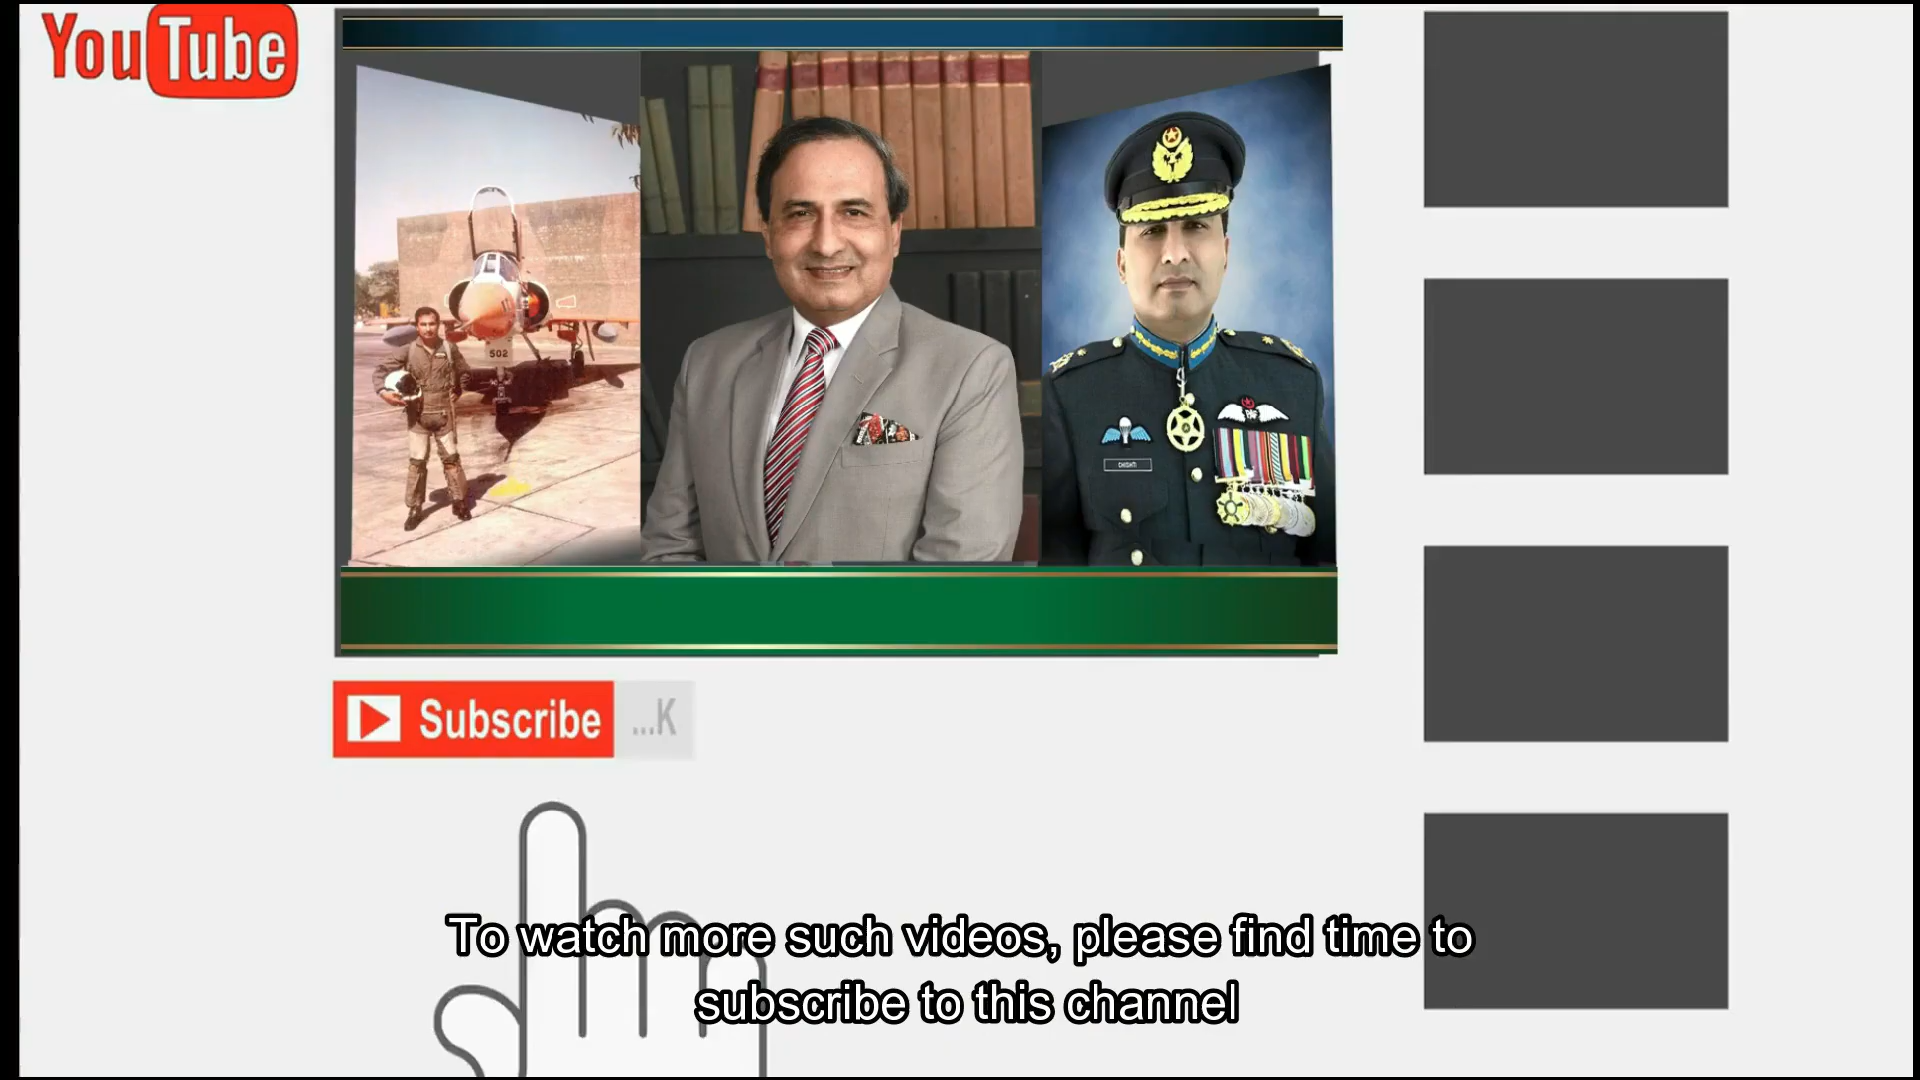 YouTube
502
CHISHTI
Subscribe
...K
To watch more such videos, please find time to
subscribe to this channel